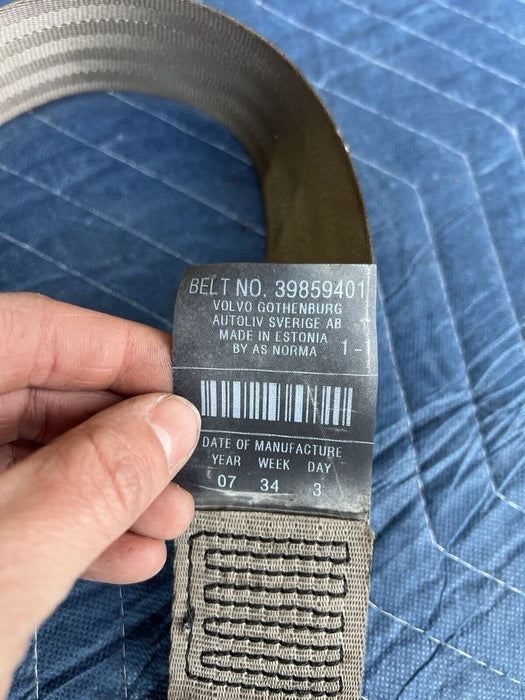 BELT NO. 39859401
VOLVO GOTHENBURG
AUTOLIV SVERIGE AB
MADE IN ESTONIA
BY AS NORMA 1-
DATE OF MANUFACTURE
YEAR WEEK DAY
07 34 3